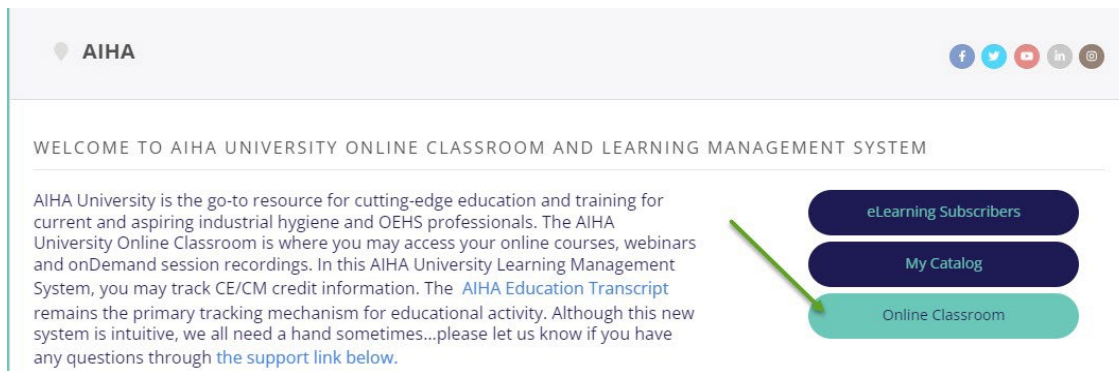 AIHA
WELCOME TO AIHA UNIVERSITY ONLINE CLASSROOM AND LEARNING MANAGEMENT SYSTEM
AIHA University is the go-to resource for cutting-edge education and training for
current and aspiring industrial hygiene and OEHS professionals. The AIHA
University Online Classroom is where you may access your online courses, webinars
and onDemand session recordings. In this AIHA University Learning Management
System, you may track CE/CM credit information. The AIHA Education Transcript
remains the primary tracking mechanism for educational activity. Although this new
system is intuitive, we all need a hand sometimes...please let us know if you have
any questions through the support link below.
eLearning Subscribers
My Catalog
Online Classroom